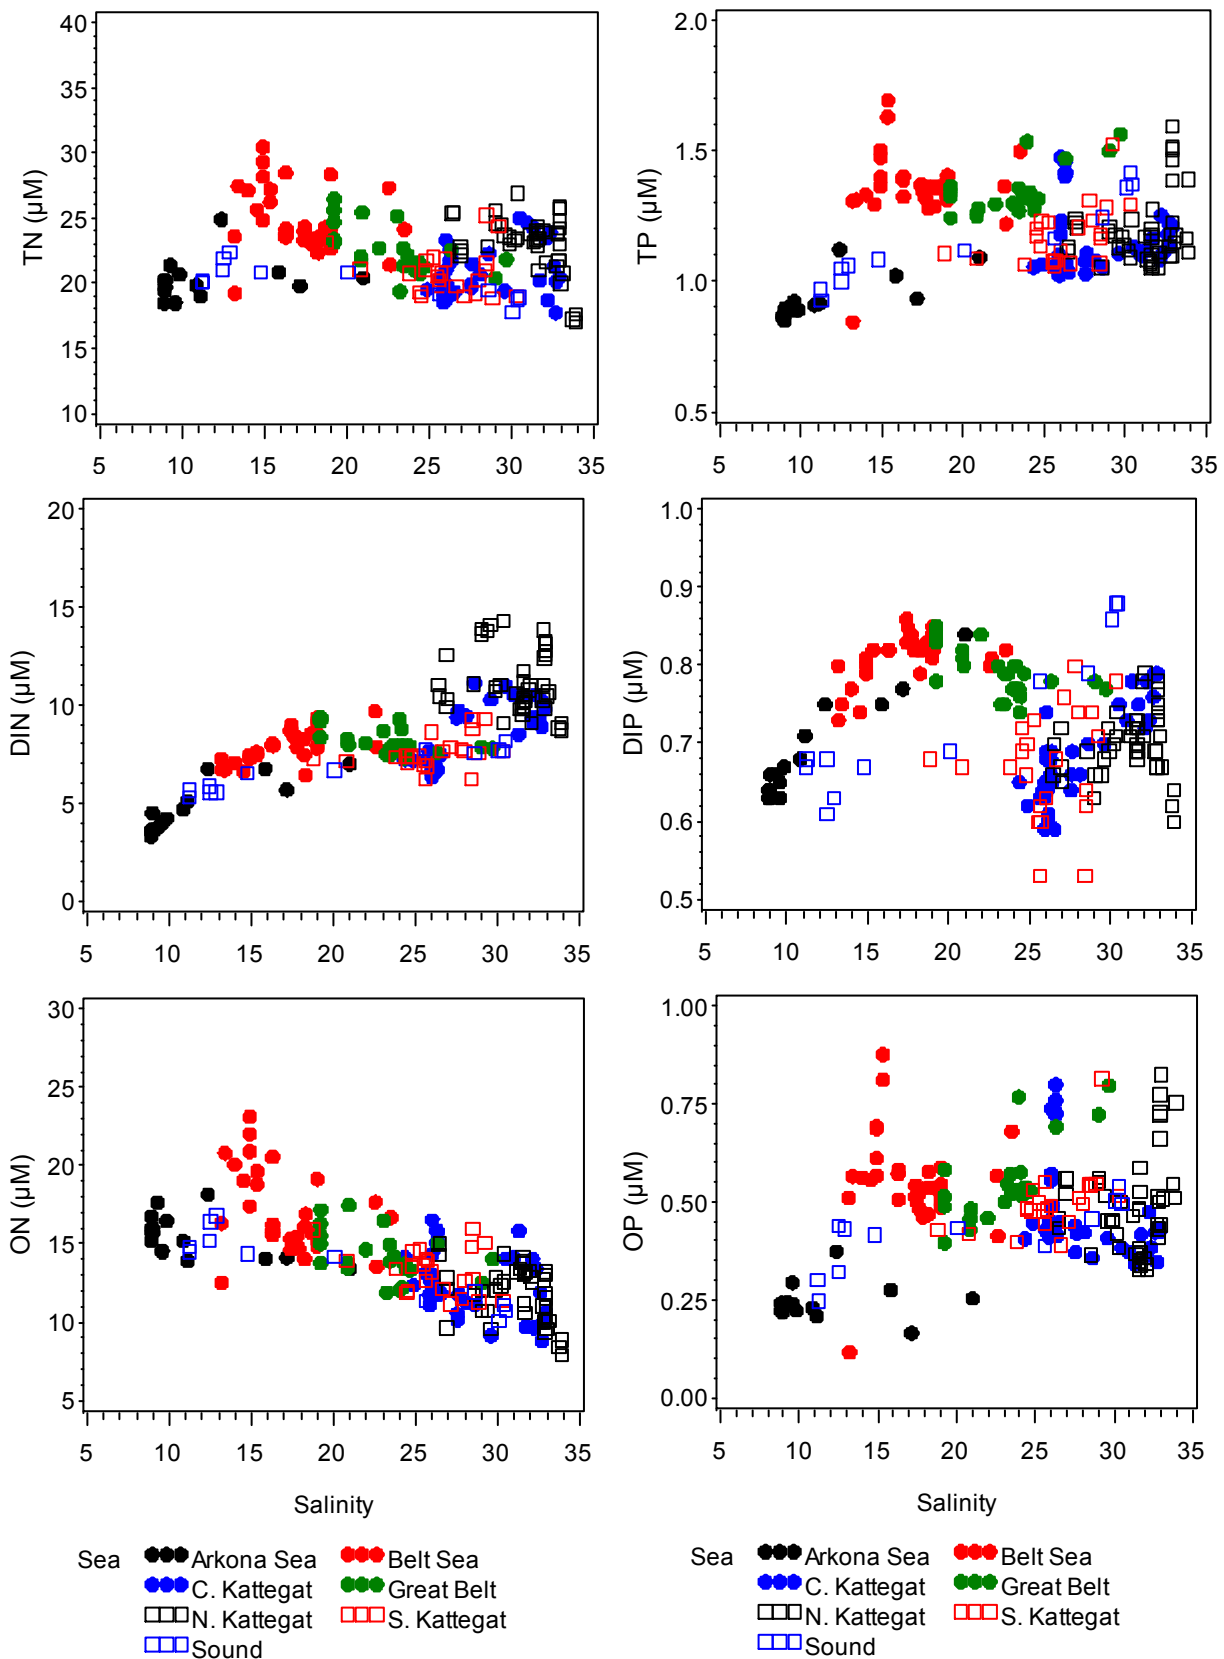 40
35
30
25
20
15
10
TN (µM)
5 10 15 20 25 30 35
2.0
1.5
1.0
0.5
TP (µM)
5 10 15 20 25 30 35
20
15
10
5
0
DIN (µM)
5 10 15 20 25 30 35
1.0
0.9
0.8
0.7
0.6
0.5
DIP (µM)
5 10 15 20 25 30 35
30
25
20
15
10
5
ON (µM)
5 10 15 20 25 30 35
Salinity
1.00
0.75
0.50
0.25
0.00
OP (µM)
5 10 15 20 25 30 35
Salinity
Sea Arkona Sea Belt Sea
C. Kattegat Great Belt
N. Kattegat S. Kattegat
Sound
Sea Arkona Sea Belt Sea
C. Kattegat Great Belt
N. Kattegat S. Kattegat
Sound